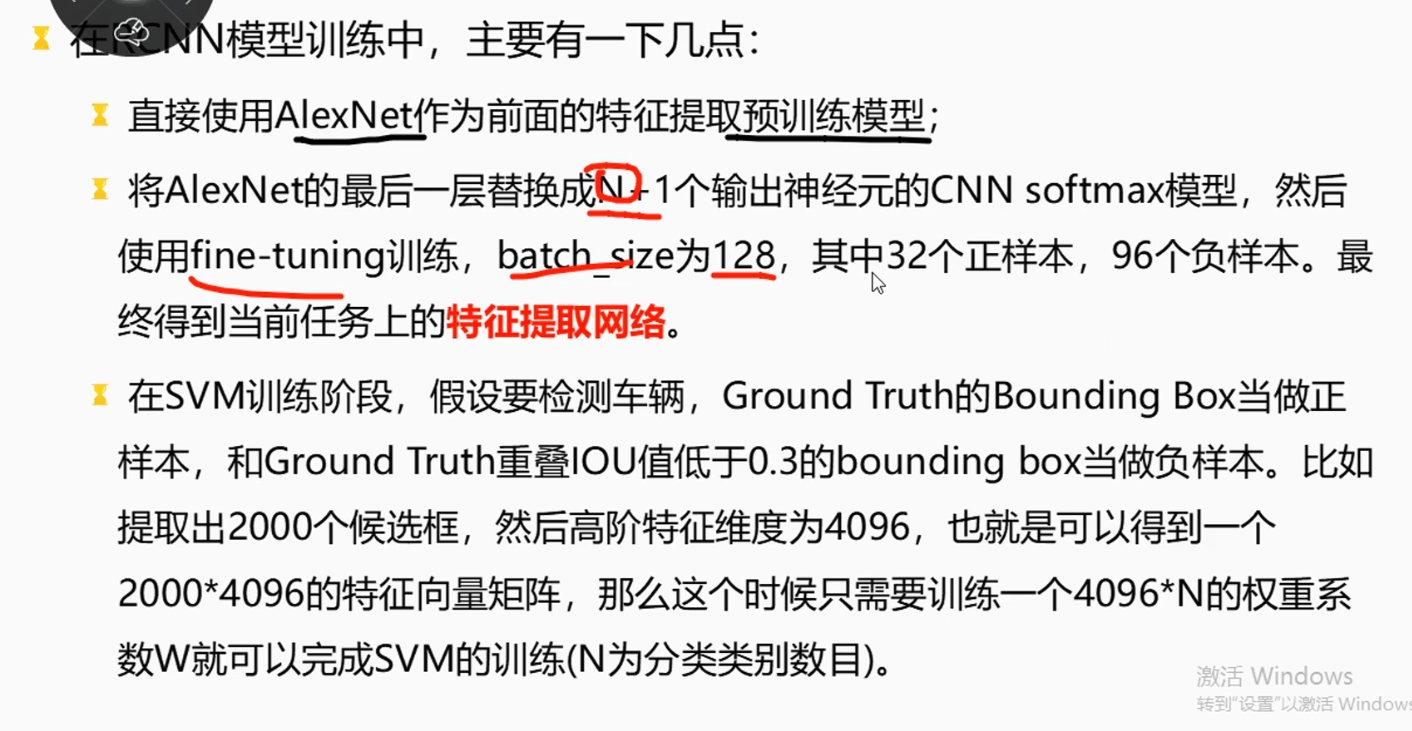 在RCNN模型训练中，主要有一下几点：
直接使用AlexNet作为前面的特征提取预训练模型；
将AlexNet的最后一层替换成N+1个输出神经元的CNN softmax模型，然后
使用fine-tuning训练，batch_size为128，其中32个正样本，96个负样本。最
终得到当前任务上的特征提取网络。
在SVM训练阶段，假设要检测车辆，Ground Truth的Bounding Box当做正
样本，和Ground Truth重叠IOU值低于0.3的bounding box当做负样本。比如
提取出2000个候选框，然后高阶特征维度为4096，也就是可以得到一个
2000*4096的特征向量矩阵，那么这个时候只需要训练一个4096*N的权重系
数W就可以完成SVM的训练(N为分类类别数目)。
激活 Windows
转到"设置"以激活 Windows